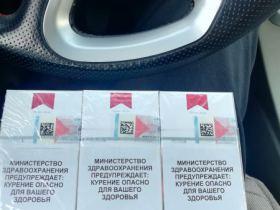 МИНИСТЕРСТВО
ЗДРАВООХРАНЕНИЯ
ПРЕДУПРЕЖДАЕТ:
КУРЕНИЕ ОПАСНО
ДЛЯ ВАШЕГО
ЗДОРОВЬЯ
МИНИСТЕРСТВО
ЗДРАВООХРАНЕНИЯ
ПРЕДУПРЕЖДАЕТ:
КУРЕНИЕ ОПАСНО
ДЛЯ ВАШЕГО
ЗДОРОВЬЯ
МИНИСТЕРСТВО
ЗДРАВООХРАНЕНИЯ
ПРЕДУПРЕЖДАЕТ:
КУРЕНИЕ ОПАСНО
ДЛЯ ВАШЕГО
ЗДОРОВЬЯ